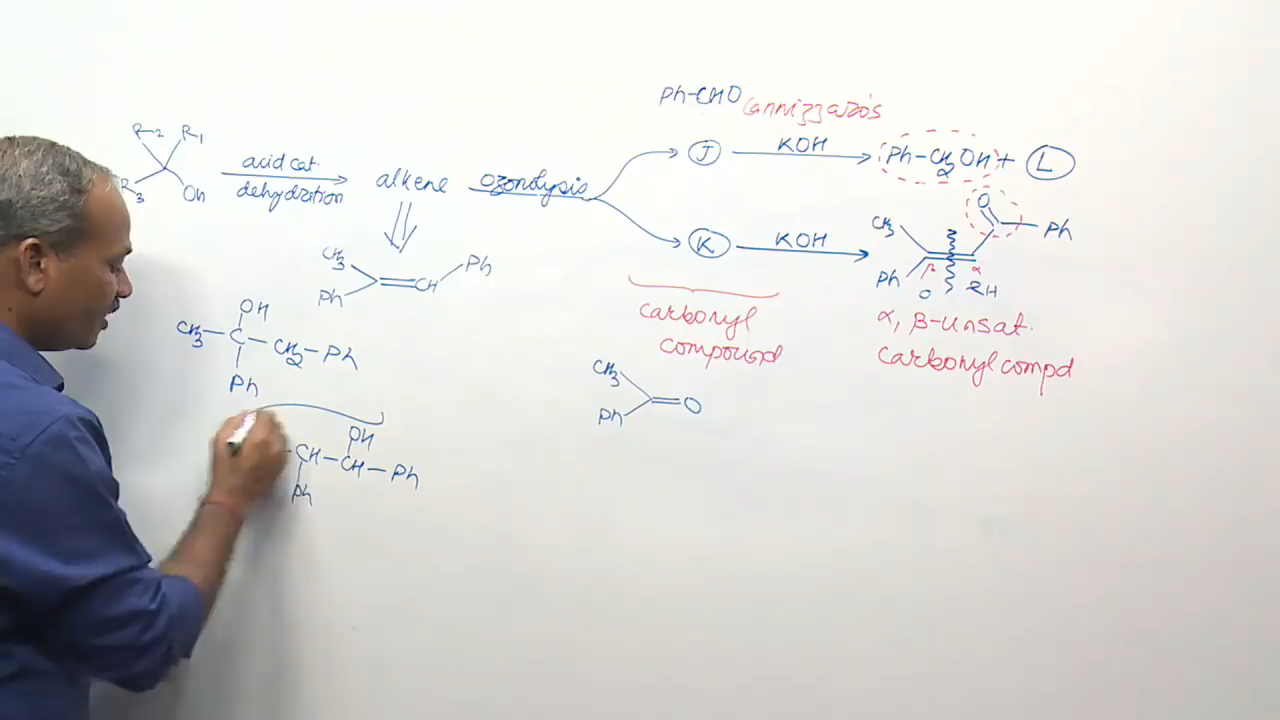 Ph-CHO Cannizzaro's
R2 R1
R3 OH
acid cat.
dehydration
alkene
ozonolysis
J
KOH
Ph-CH2OH + L
K
KOH
CH3
Ph
O
Ph
β α
O 2H
CH3
Ph
CH
Ph
carbonyl
compound
α, β-unsat.
carbonyl compd
OH
CH3-C-CH2-Ph
Ph
CH3
Ph
O
OH
-CH-CH-Ph
Ph